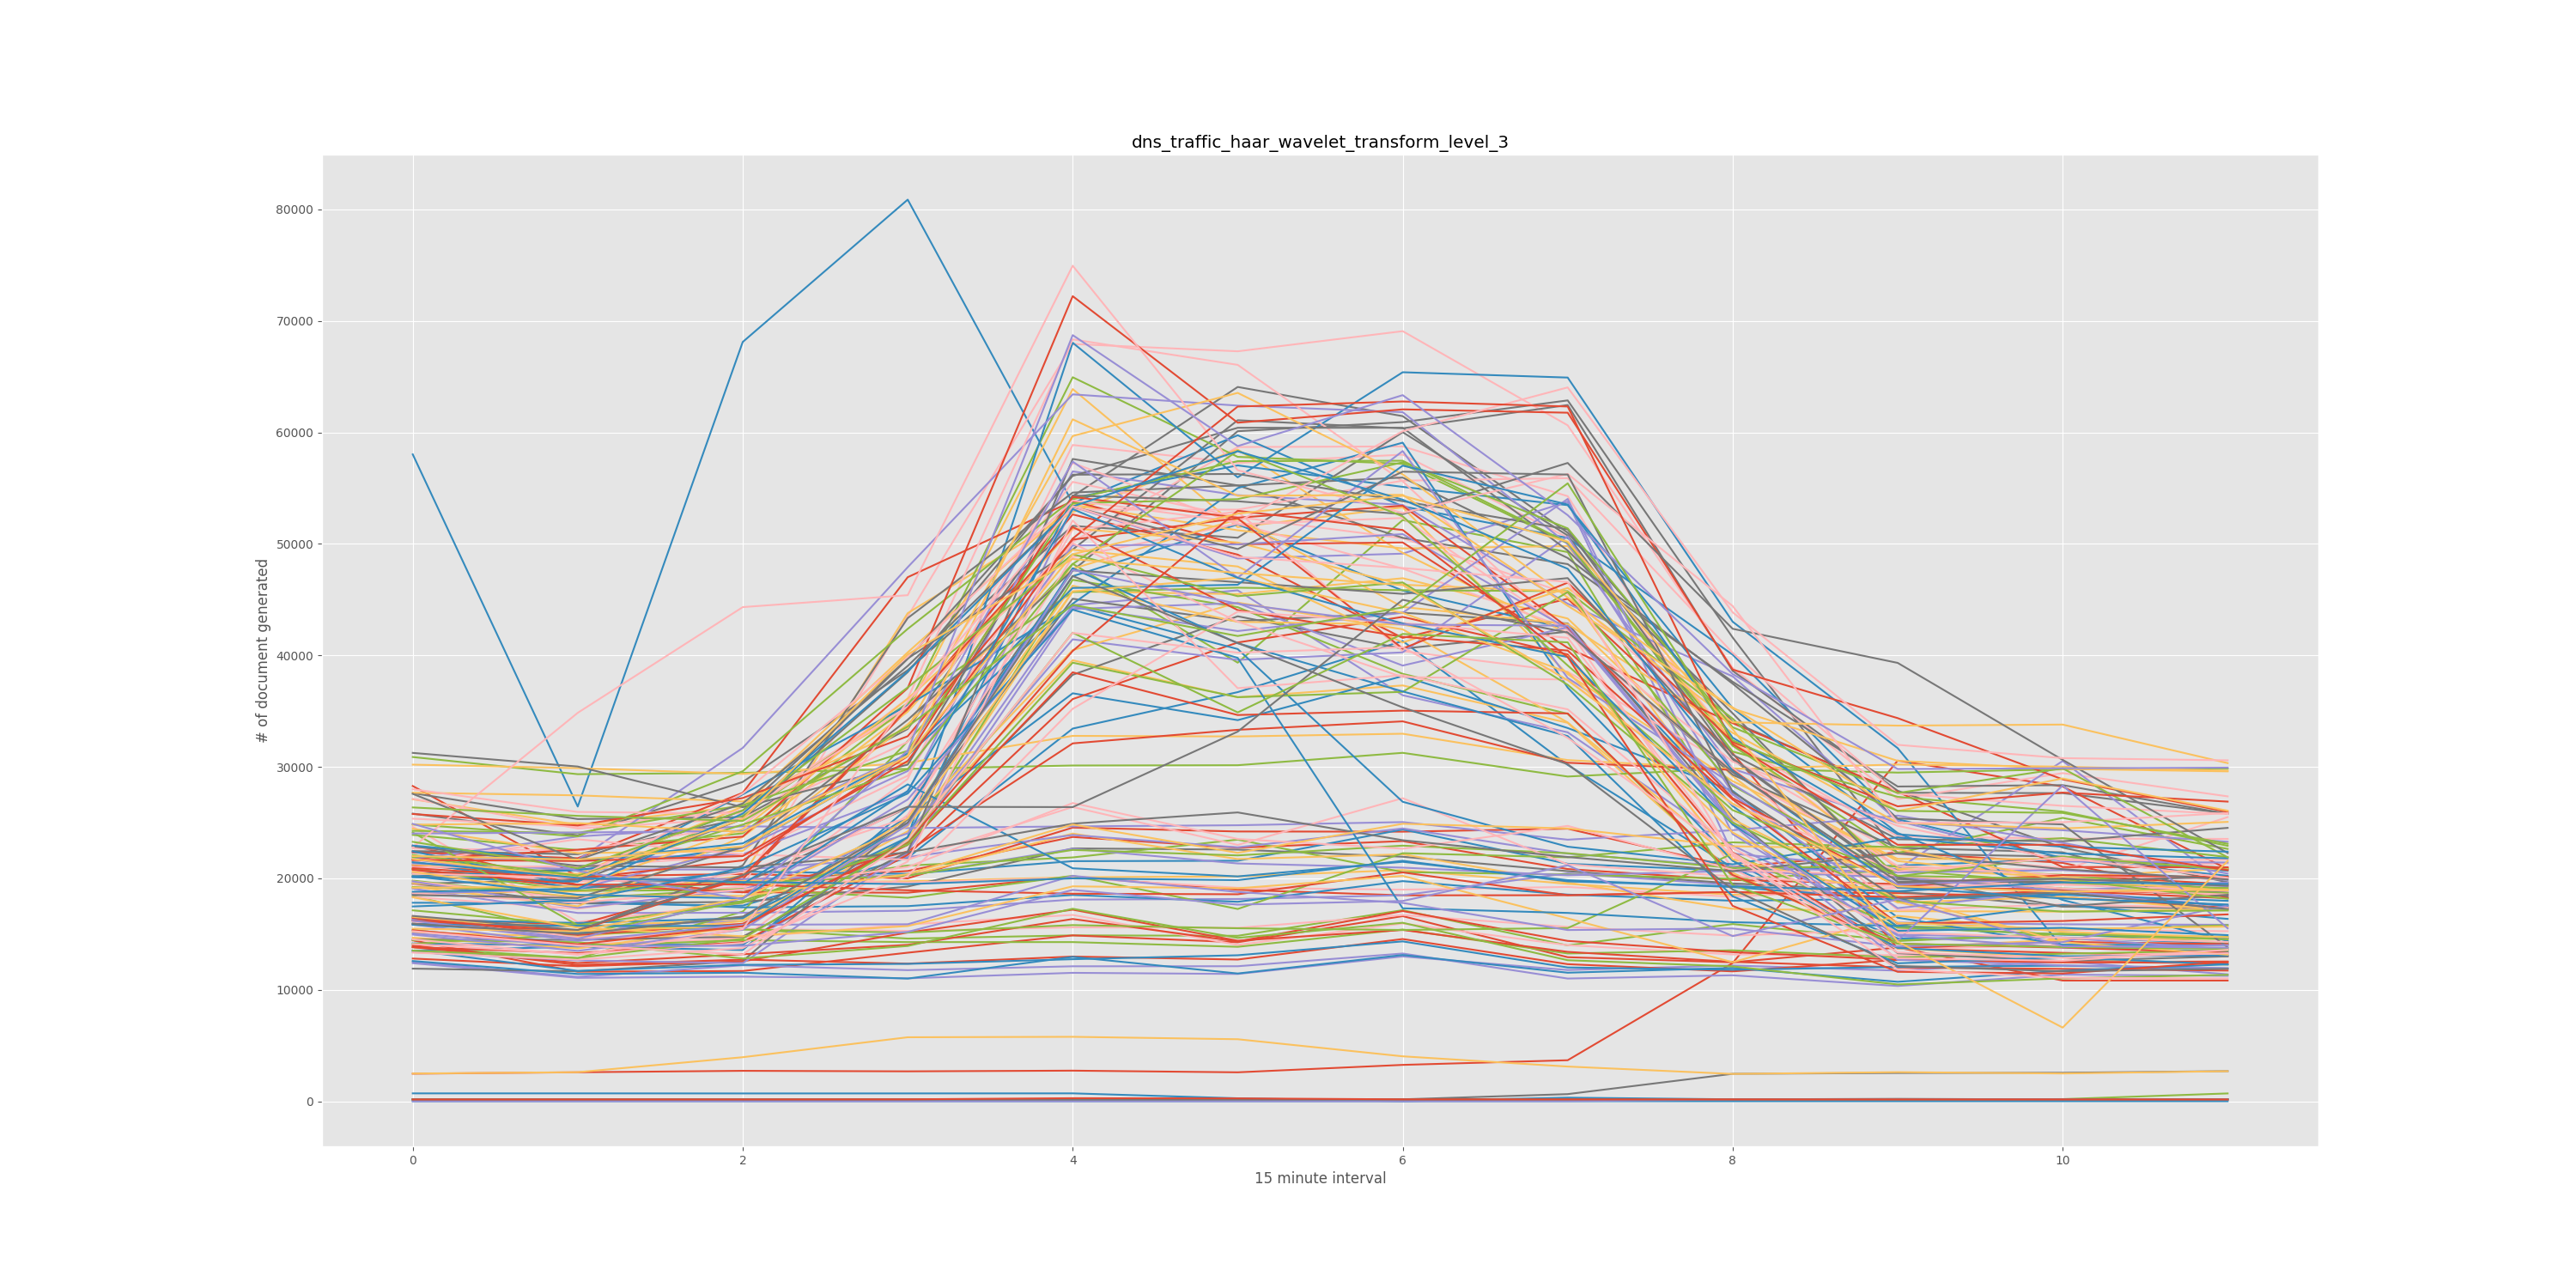 dns_traffic_haar_wavelet_transform_level_3
80000
70000
60000
50000
40000
30000
20000
10000
0
# of document generated
0 2 4 6 8 10
15 minute interval